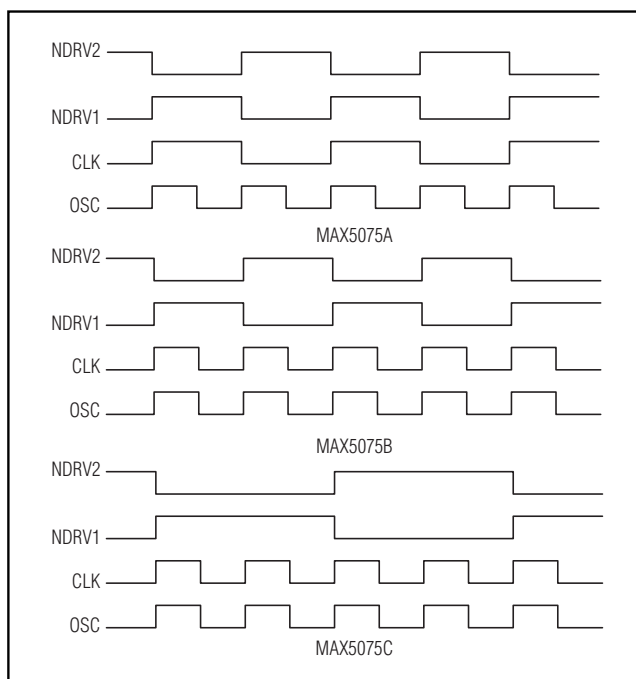 NDRV2
NDRV1
CLK
OSC
MAX5075A
NDRV2
NDRV1
CLK
OSC
MAX5075B
NDRV2
NDRV1
CLK
OSC
MAX5075C